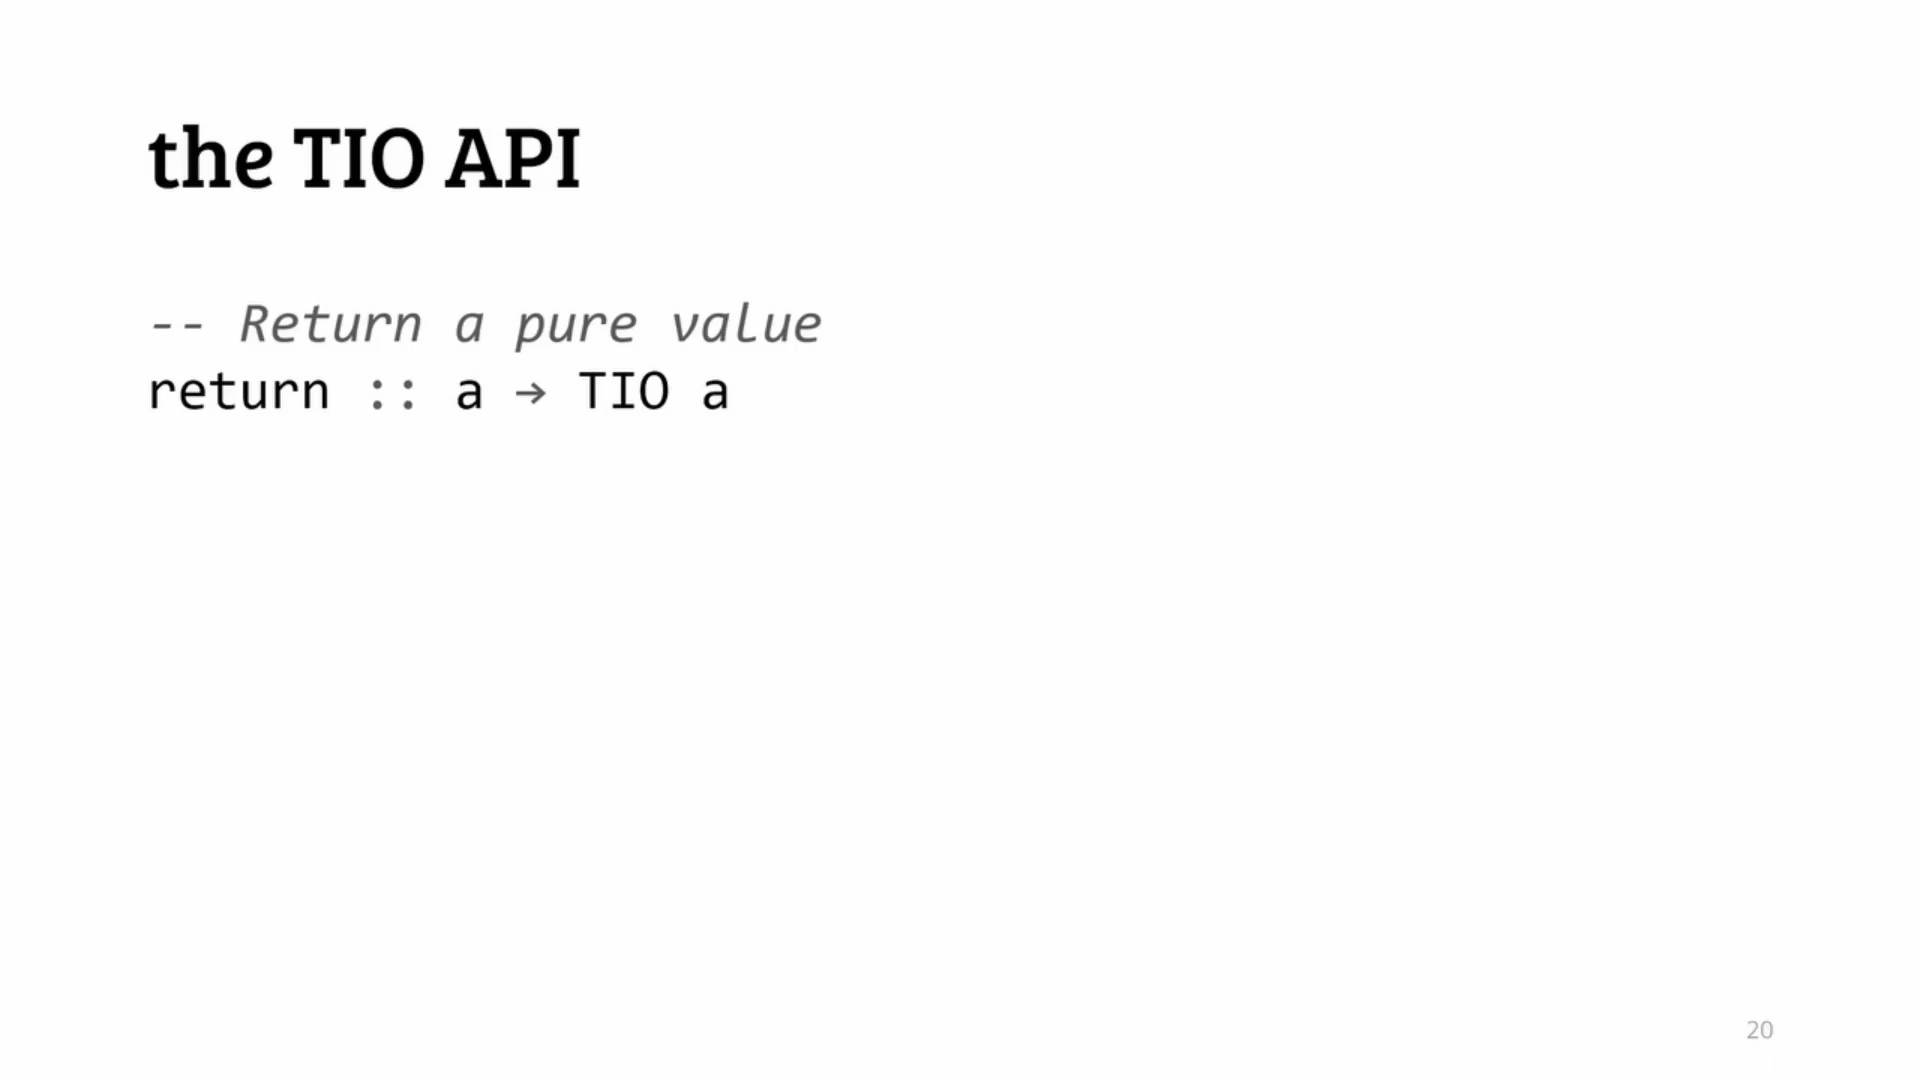 the TIO API
-- Return a pure value
return :: a → TIO a
20